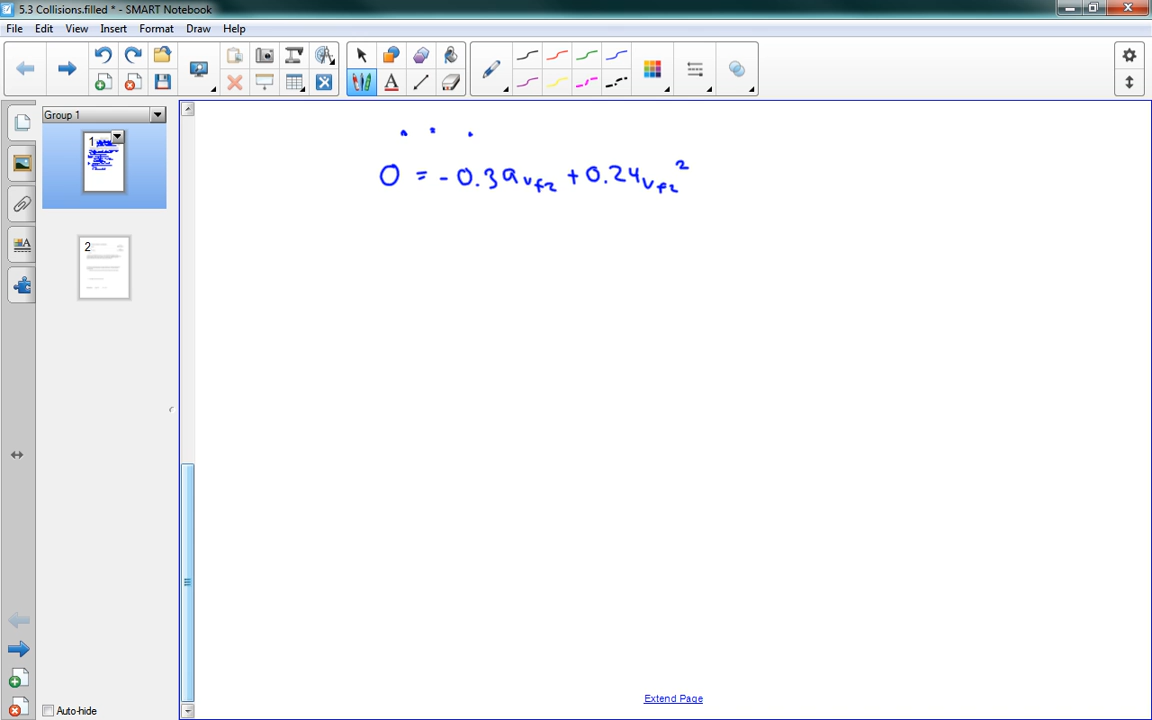 5.3 Collisions.filled * - SMART Notebook
File Edit View Insert Format Draw Help
Group 1
1
2
. . .
0 = - 0.39vf2 + 0.24vf2²
Extend Page
Auto-hide